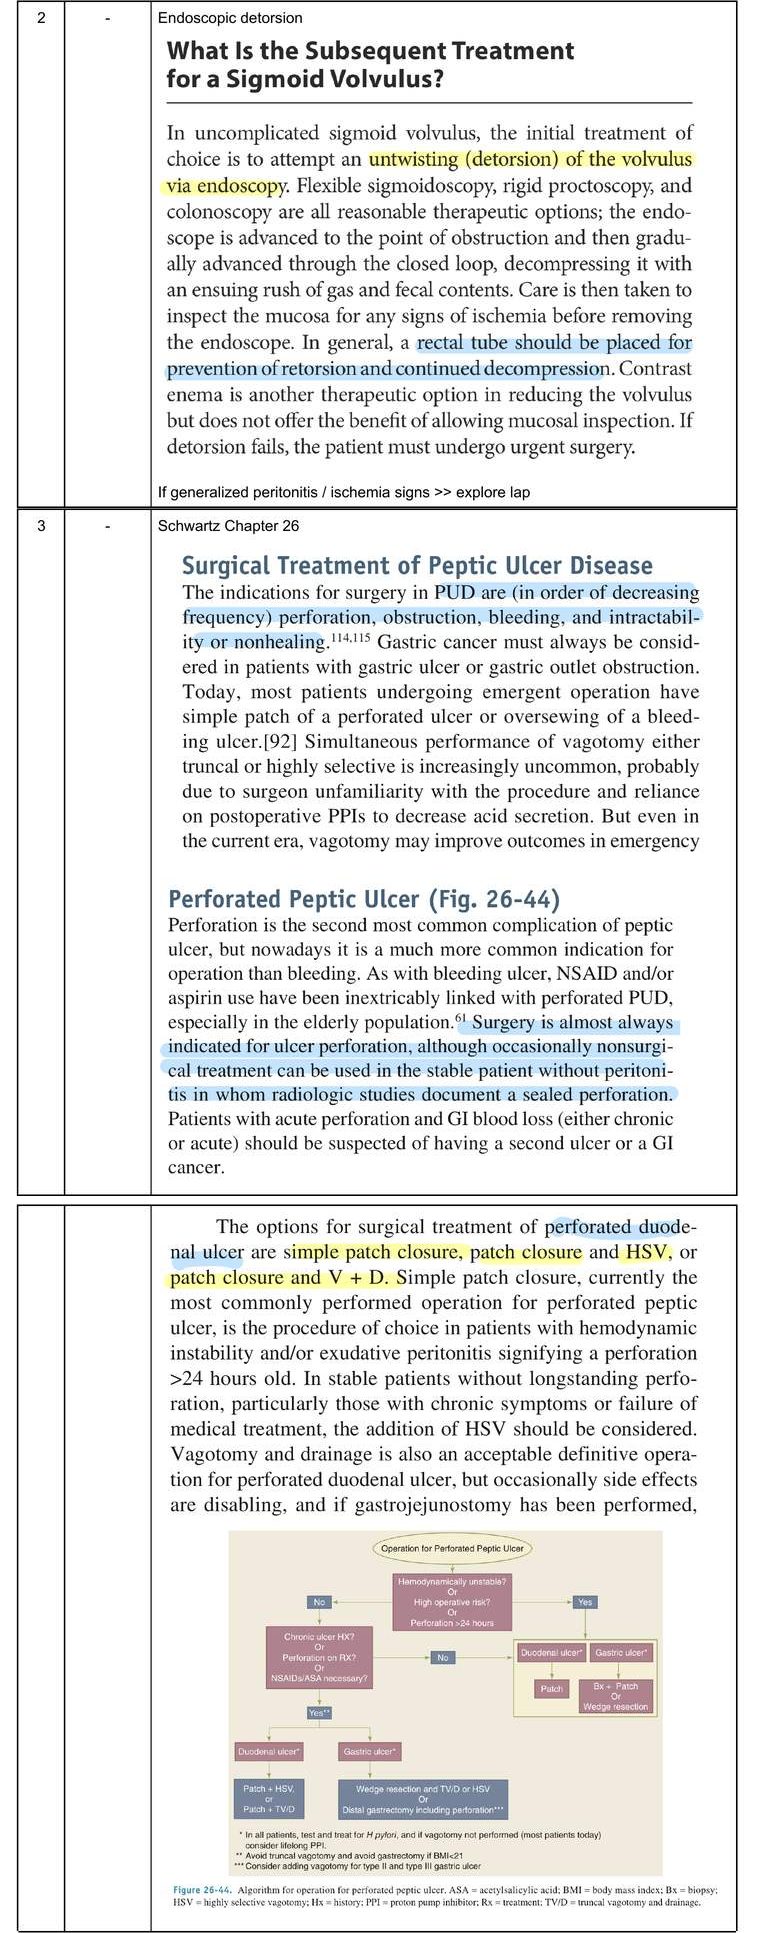 2 - Endoscopic detorsion
What Is the Subsequent Treatment
for a Sigmoid Volvulus?
In uncomplicated sigmoid volvulus, the initial treatment of
choice is to attempt an untwisting (detorsion) of the volvulus
via endoscopy. Flexible sigmoidoscopy, rigid proctoscopy, and
colonoscopy are all reasonable therapeutic options; the endo-
scope is advanced to the point of obstruction and then gradu-
ally advanced through the closed loop, decompressing it with
an ensuing rush of gas and fecal contents. Care is then taken to
inspect the mucosa for any signs of ischemia before removing
the endoscope. In general, a rectal tube should be placed for
prevention of retorsion and continued decompression. Contrast
enema is another therapeutic option in reducing the volvulus
but does not offer the benefit of allowing mucosal inspection. If
detorsion fails, the patient must undergo urgent surgery.
If generalized peritonitis / ischemia signs >> explore lap
3 - Schwartz Chapter 26
Surgical Treatment of Peptic Ulcer Disease
The indications for surgery in PUD are (in order of decreasing
frequency) perforation, obstruction, bleeding, and intractabil-
ity or nonhealing.114,115 Gastric cancer must always be consid-
ered in patients with gastric ulcer or gastric outlet obstruction.
Today, most patients undergoing emergent operation have
simple patch of a perforated ulcer or oversewing of a bleed-
ing ulcer.[92] Simultaneous performance of vagotomy either
truncal or highly selective is increasingly uncommon, probably
due to surgeon unfamiliarity with the procedure and reliance
on postoperative PPIs to decrease acid secretion. But even in
the current era, vagotomy may improve outcomes in emergency
Perforated Peptic Ulcer (Fig. 26-44)
Perforation is the second most common complication of peptic
ulcer, but nowadays it is a much more common indication for
operation than bleeding. As with bleeding ulcer, NSAID and/or
aspirin use have been inextricably linked with perforated PUD,
especially in the elderly population.61 Surgery is almost always
indicated for ulcer perforation, although occasionally nonsurgi-
cal treatment can be used in the stable patient without peritoni-
tis in whom radiologic studies document a sealed perforation.
Patients with acute perforation and GI blood loss (either chronic
or acute) should be suspected of having a second ulcer or a GI
cancer.
The options for surgical treatment of perforated duode-
nal ulcer are simple patch closure, patch closure and HSV, or
patch closure and V + D. Simple patch closure, currently the
most commonly performed operation for perforated peptic
ulcer, is the procedure of choice in patients with hemodynamic
instability and/or exudative peritonitis signifying a perforation
>24 hours old. In stable patients without longstanding perfo-
ration, particularly those with chronic symptoms or failure of
medical treatment, the addition of HSV should be considered.
Vagotomy and drainage is also an acceptable definitive opera-
tion for perforated duodenal ulcer, but occasionally side effects
are disabling, and if gastrojejunostomy has been performed,
Operation for Perforated Peptic Ulcer
Hemodynamically unstable?
Or
High operative risk?
Or
Perforation >24 hours
No
Yes
Chronic ulcer HX?
Or
Perforation on RX?
Or
NSAIDs/ASA necessary?
No
Duodenal ulcer*
Gastric ulcer*
Patch
Bx + Patch
Or
Wedge resection
Yes**
Duodenal ulcer*
Gastric ulcer*
Patch + HSV,
or
Patch + TV/D
Wedge resection and TV/D or HSV
Or
Distal gastrectomy including perforation***
* In all patients, test and treat for H pylori, and if vagotomy not performed (most patients today)
consider lifelong PPI.
** Avoid truncal vagotomy and avoid gastrectomy if BMI<21
*** Consider adding vagotomy for type II and type III gastric ulcer
Figure 26-44. Algorithm for operation for perforated peptic ulcer. ASA = acetylsalicylic acid; BMI = body mass index; Bx = biopsy;
HSV = highly selective vagotomy; Hx = history; PPI = proton pump inhibitor; Rx = treatment; TV/D = truncal vagotomy and drainage.